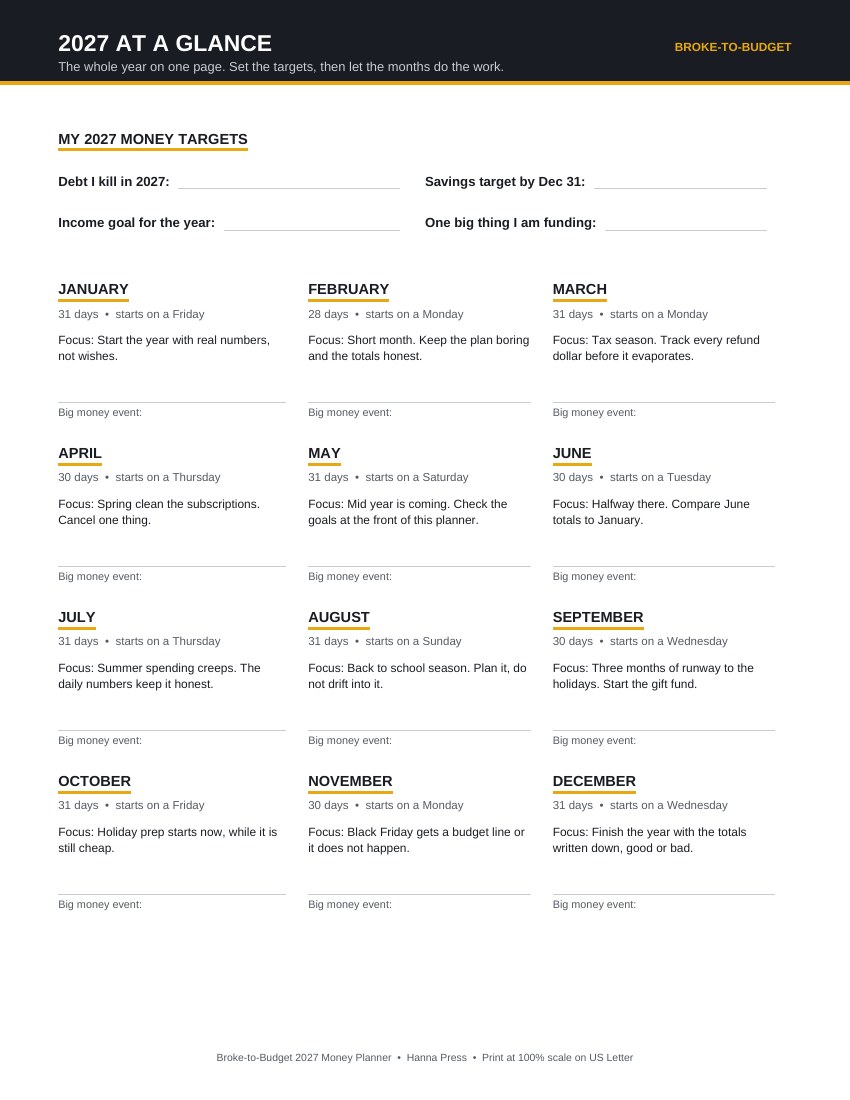 2027 AT A GLANCE
BROKE-TO-BUDGET
The whole year on one page. Set the targets, then let the months do the work.
MY 2027 MONEY TARGETS
Debt I kill in 2027:
Savings target by Dec 31:
Income goal for the year:
One big thing I am funding:
JANUARY
31 days • starts on a Friday
Focus: Start the year with real numbers,
not wishes.
Big money event:
FEBRUARY
28 days • starts on a Monday
Focus: Short month. Keep the plan boring
and the totals honest.
Big money event:
MARCH
31 days • starts on a Monday
Focus: Tax season. Track every refund
dollar before it evaporates.
Big money event:
APRIL
30 days • starts on a Thursday
Focus: Spring clean the subscriptions.
Cancel one thing.
Big money event:
MAY
31 days • starts on a Saturday
Focus: Mid year is coming. Check the
goals at the front of this planner.
Big money event:
JUNE
30 days • starts on a Tuesday
Focus: Halfway there. Compare June
totals to January.
Big money event:
JULY
31 days • starts on a Thursday
Focus: Summer spending creeps. The
daily numbers keep it honest.
Big money event:
AUGUST
31 days • starts on a Sunday
Focus: Back to school season. Plan it, do
not drift into it.
Big money event:
SEPTEMBER
30 days • starts on a Wednesday
Focus: Three months of runway to the
holidays. Start the gift fund.
Big money event:
OCTOBER
31 days • starts on a Friday
Focus: Holiday prep starts now, while it is
still cheap.
Big money event:
NOVEMBER
30 days • starts on a Monday
Focus: Black Friday gets a budget line or
it does not happen.
Big money event:
DECEMBER
31 days • starts on a Wednesday
Focus: Finish the year with the totals
written down, good or bad.
Big money event:
Broke-to-Budget 2027 Money Planner • Hanna Press • Print at 100% scale on US Letter